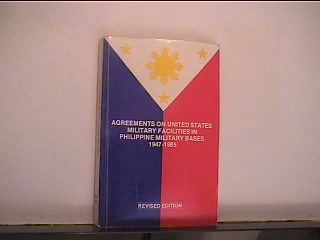 AGREEMENTS ON UNITED STATES
MILITARY FACILITIES IN
PHILIPPINE MILITARY BASES
1947-1985
REVISED EDITION